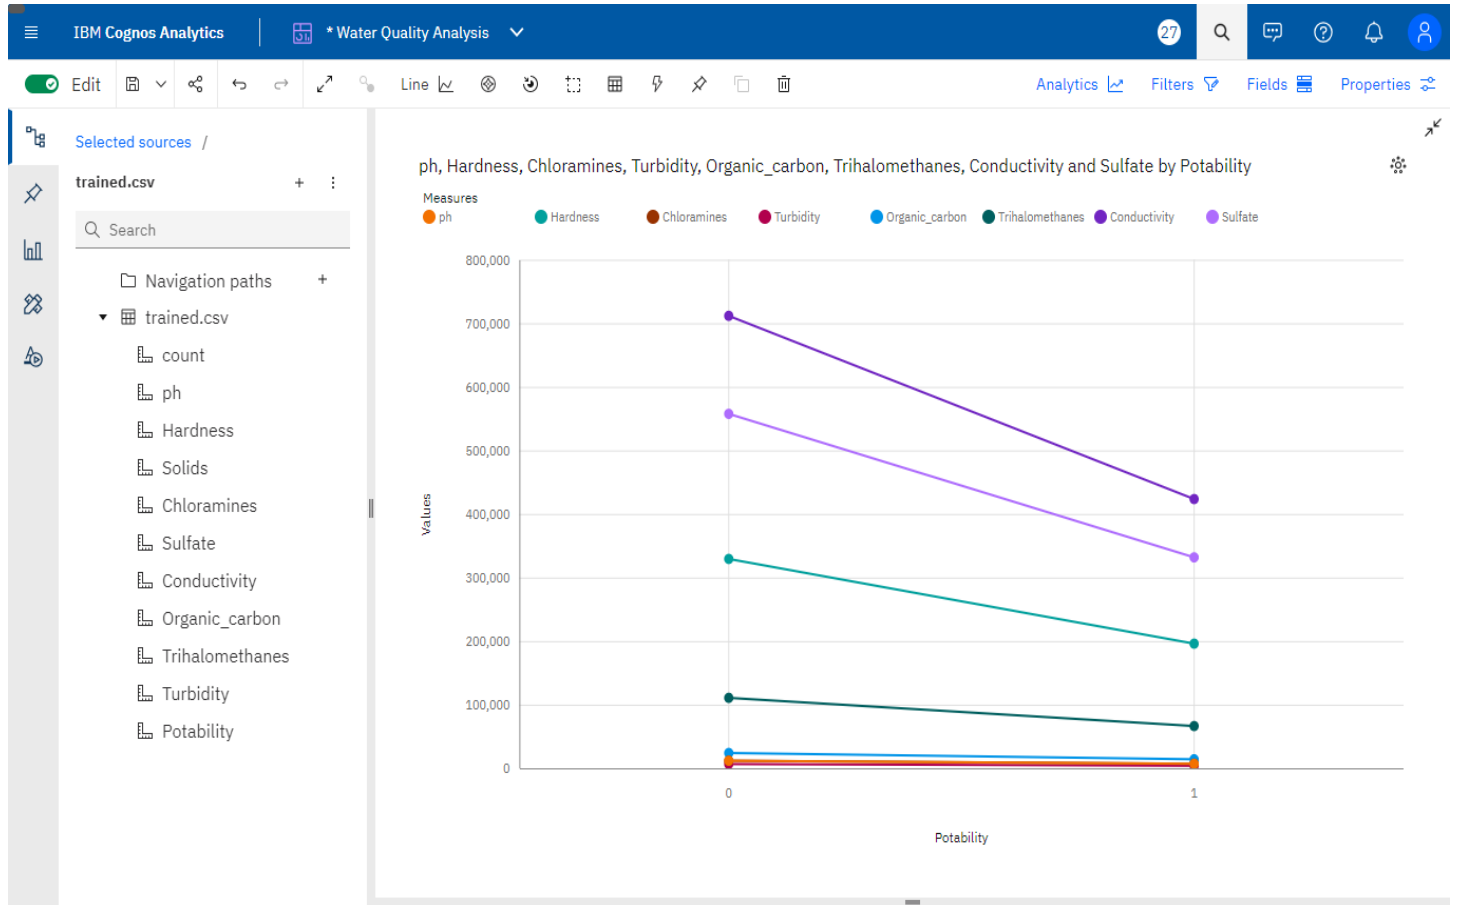 IBM Cognos Analytics
* Water Quality Analysis
27
Edit
Line
Analytics
Filters
Fields
Properties
Selected sources /
trained.csv
Search
Navigation paths
trained.csv
count
ph
Hardness
Solids
Chloramines
Sulfate
Conductivity
Organic_carbon
Trihalomethanes
Turbidity
Potability
ph, Hardness, Chloramines, Turbidity, Organic_carbon, Trihalomethanes, Conductivity and Sulfate by Potability
Measures
ph Hardness Chloramines Turbidity Organic_carbon Trihalomethanes Conductivity Sulfate
800,000
700,000
600,000
500,000
400,000
300,000
200,000
100,000
0
Values
0 1
Potability